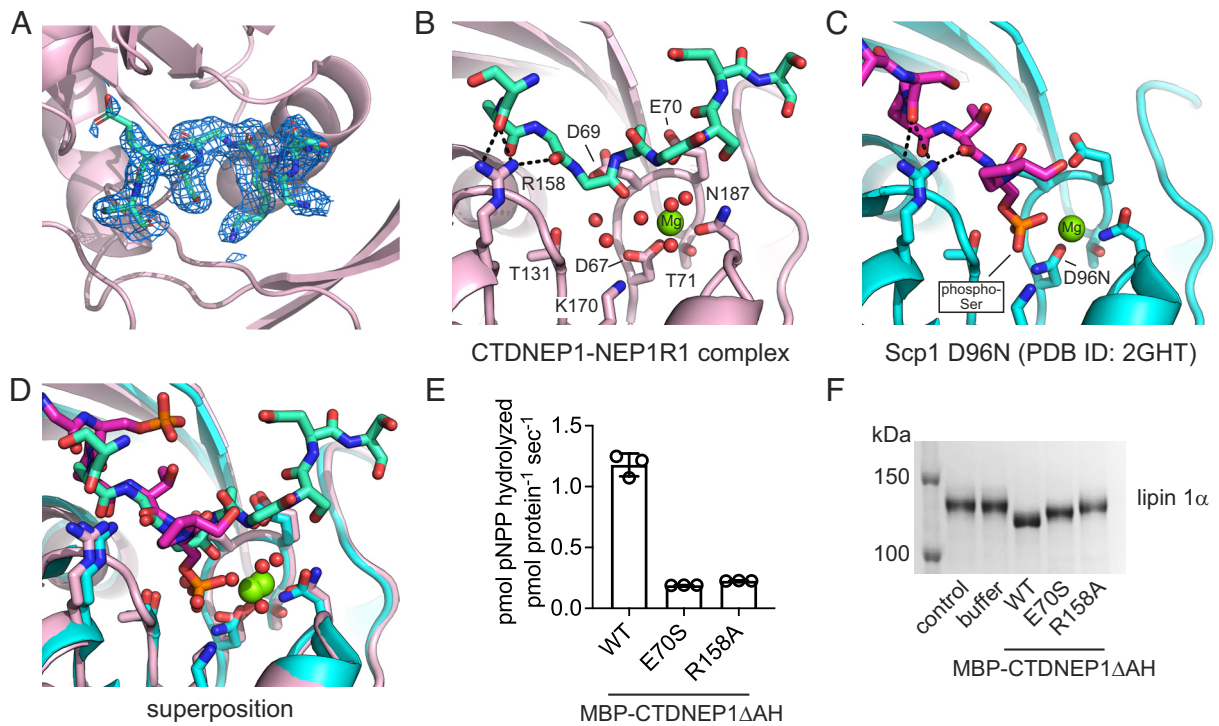 A
B
E70
D69
R158
N187
Mg
D67
T131
T71
K170
CTDNEP1-NEP1R1 complex
C
Mg
phospho-
Ser
D96N
Scp1 D96N (PDB ID: 2GHT)
D
superposition
E
pmol pNPP hydrolyzed
pmol protein⁻¹ sec⁻¹
1.5
1.0
0.5
0.0
WT
E70S
R158A
MBP-CTDNEP1ΔAH
F
kDa
150
lipin 1α
100
control
buffer
WT
E70S
R158A
MBP-CTDNEP1ΔAH